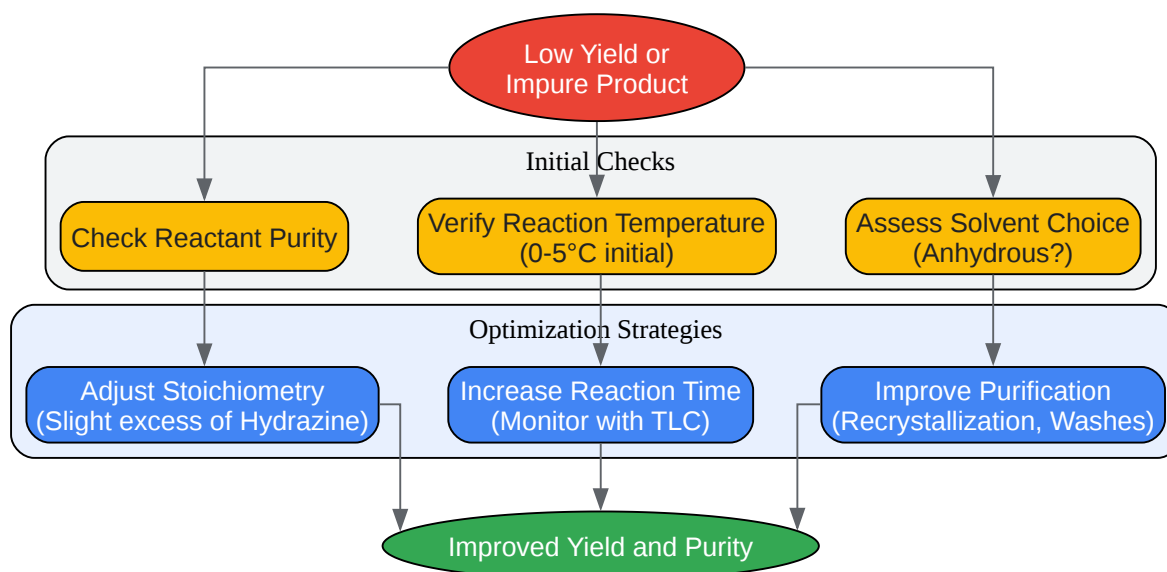 Low Yield or
Impure Product
Initial Checks
Check Reactant Purity
Verify Reaction Temperature
(0-5°C initial)
Assess Solvent Choice
(Anhydrous?)
Optimization Strategies
Adjust Stoichiometry
(Slight excess of Hydrazine)
Increase Reaction Time
(Monitor with TLC)
Improve Purification
(Recrystallization, Washes)
Improved Yield and Purity